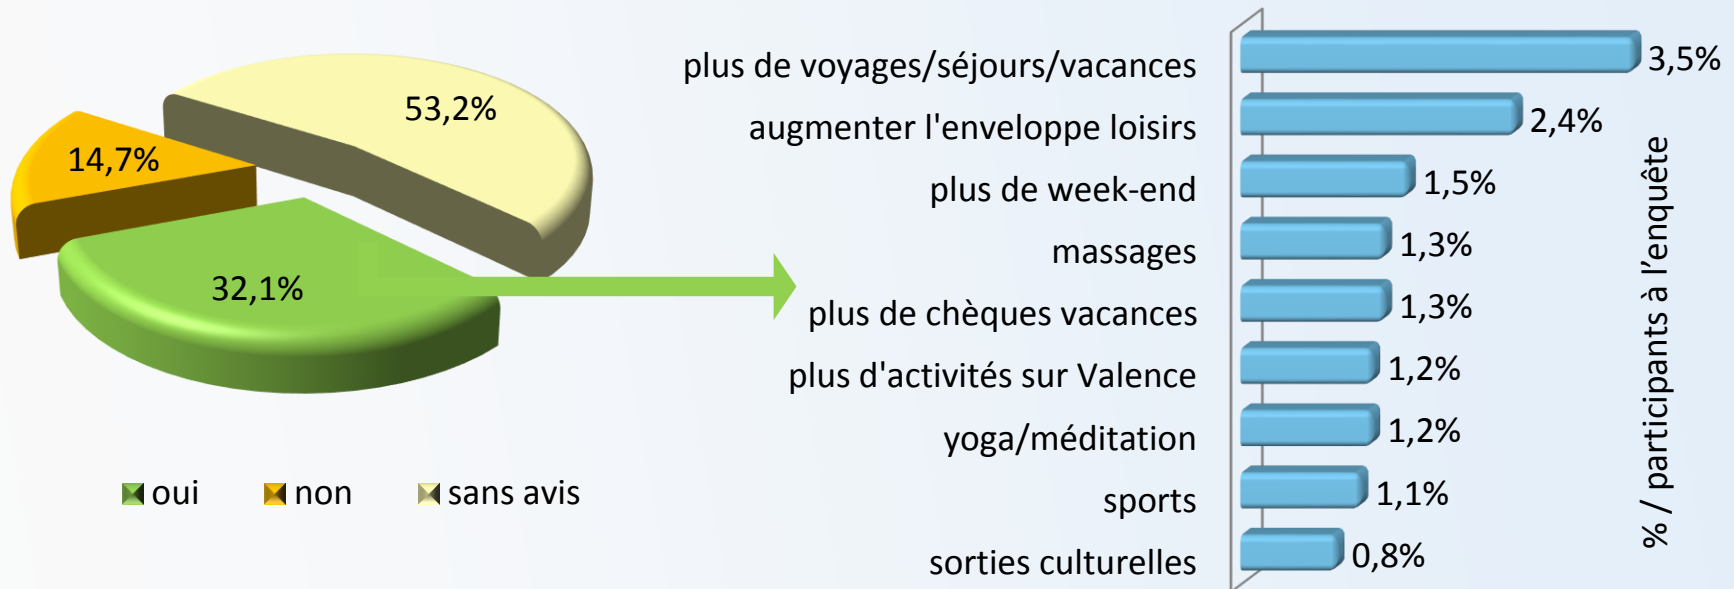 53,2%
14,7%
32,1%
oui
non
sans avis
plus de voyages/séjours/vacances
3,5%
augmenter l'enveloppe loisirs
2,4%
plus de week-end
1,5%
massages
1,3%
plus de chèques vacances
1,3%
plus d'activités sur Valence
1,2%
yoga/méditation
1,2%
sports
1,1%
sorties culturelles
0,8%
% / participants à l’enquête